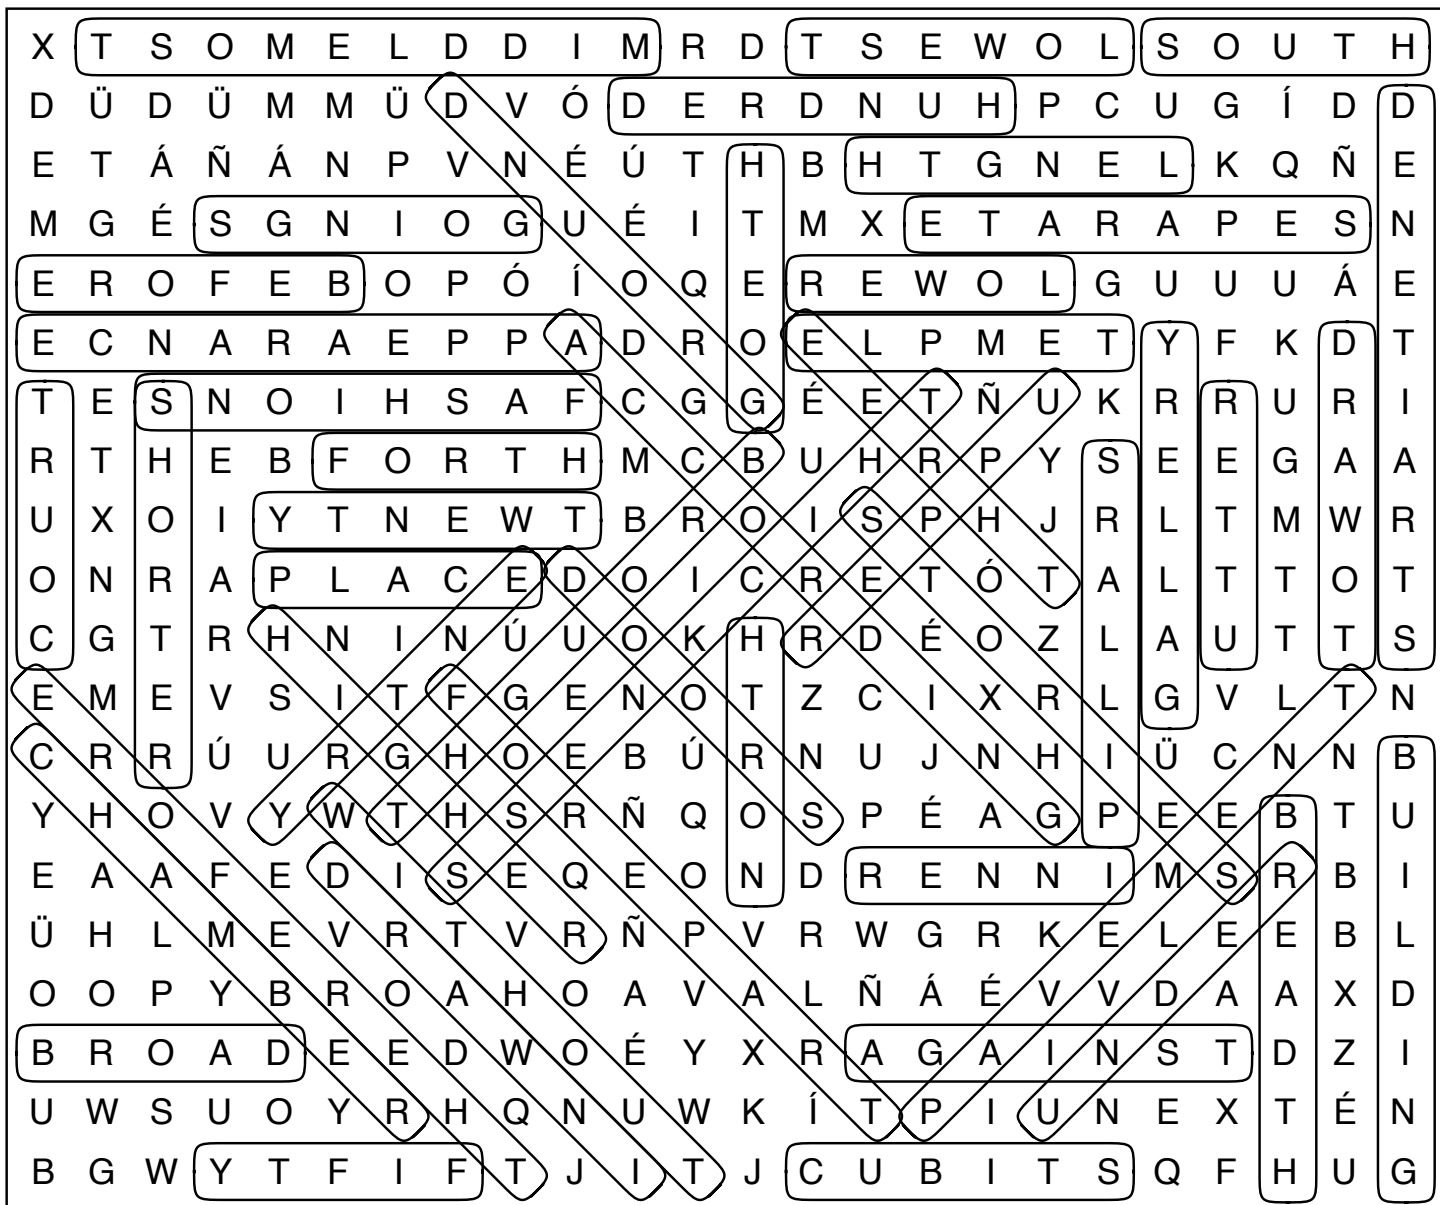 X T S O M E L D D I M R D T S E W O L S O U T H
D Ü D Ü M M Ü D V Ó D E R D N U H P C U G Í D D
E T Á Ñ Á N P V N É Ú T H B H T G N E L K Q Ñ E
M G É S G N I O G U É I T M X E T A R A P E S N
E R O F E B O P Ó Í O Q E R E W O L G U U U Á E
E C N A R A E P P A D R O E L P M E T Y F K D T
T E S N O I H S A F C G G É E T Ñ U K R R U R I
R T H E B F O R T H M C B U H R P Y S E E G A A
U X O I Y T N E W T B R O I S P H J R L T M W R
O N R A P L A C E D O I C R E T Ó T A L T T O T
C G T R H N I N Ú U O K H R D É O Z L A U T T S
E M E V S I T F G E N O T Z C I X R L G V L T N
C R R Ú U R G H O E B Ú R N U J N H I Ü C N N B
Y H O V Y W T H S R Ñ Q O S P É A G P E E B T U
E A A F E D I S E Q E O N D R E N N I M S R B I
Ü H L M E V R T V R Ñ P V R W G R K E L E E B L
O O P Y B R O A H O A V A L Ñ Á É V V D A A X D
B R O A D E E D W O É Y X R A G A I N S T D Z I
U W S U O Y R H Q N U W K Í T P I U N E X T É N
B G W Y T F I F T J I T J C U B I T S Q F H U G